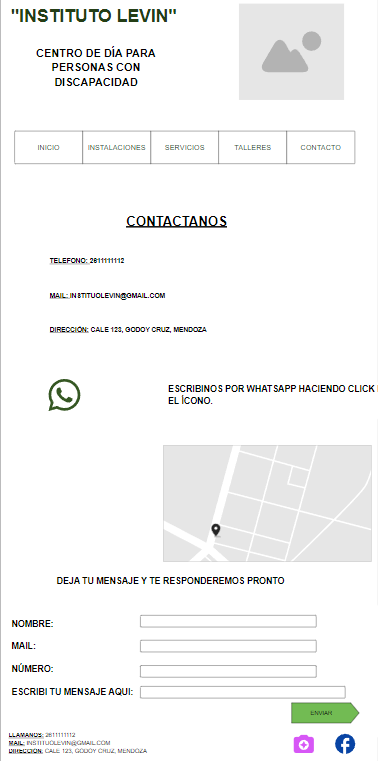 "INSTITUTO LEVIN"
CENTRO DE DÍA PARA
PERSONAS CON
DISCAPACIDAD
INICIO
INSTALACIONES
SERVICIOS
TALLERES
CONTACTO
CONTACTANOS
TELEFONO: 2611111112
MAIL: INSTITUOLEVIN@GMAIL.COM
DIRECCIÓN: CALE 123, GODOY CRUZ, MENDOZA
ESCRIBINOS POR WHATSAPP HACIENDO CLICK
EL ÍCONO.
DEJA TU MENSAJE Y TE RESPONDEREMOS PRONTO
NOMBRE:
MAIL:
NÚMERO:
ESCRIBI TU MENSAJE AQUI:
ENVIAR
LLAMANOS: 2611111112
MAIL: INSTITUOLEVIN@GMAIL.COM
DIRECCIÓN: CALE 123, GODOY CRUZ, MENDOZA